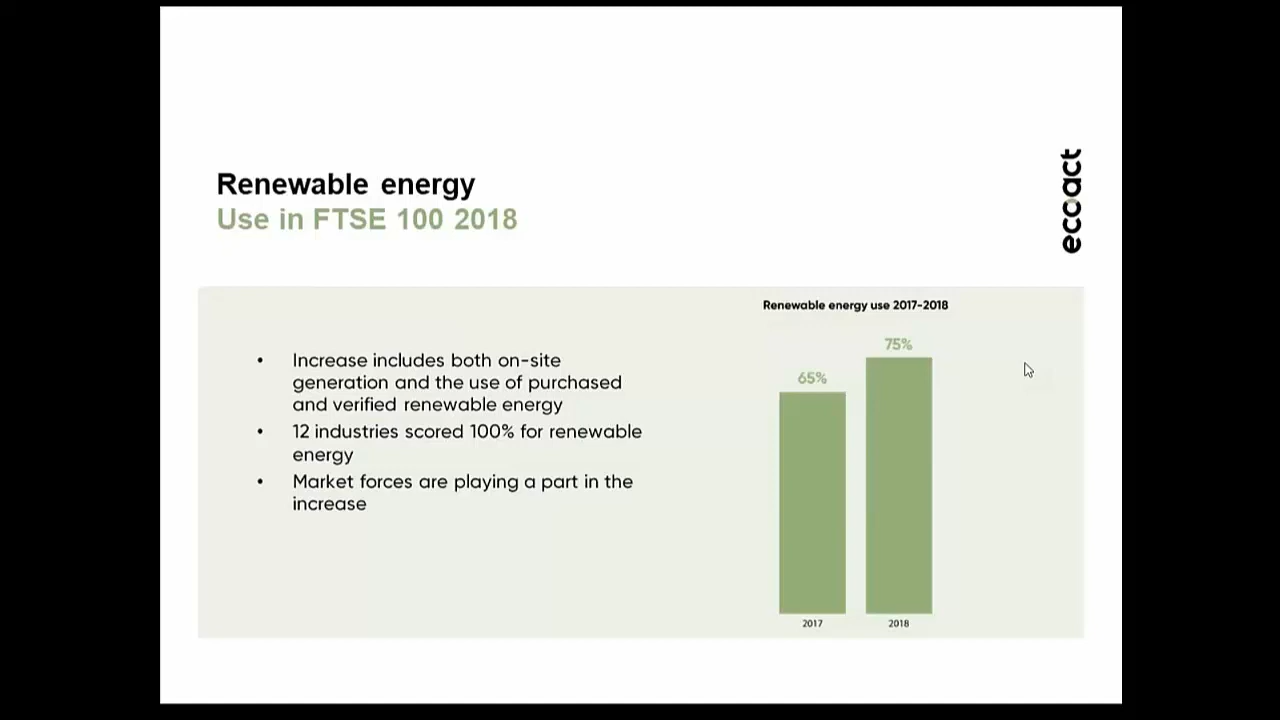 Renewable energy
Use in FTSE 100 2018
ecoact
Renewable energy use 2017-2018
• Increase includes both on-site
generation and the use of purchased
and verified renewable energy
• 12 industries scored 100% for renewable
energy
• Market forces are playing a part in the
increase
65%
75%
2017
2018